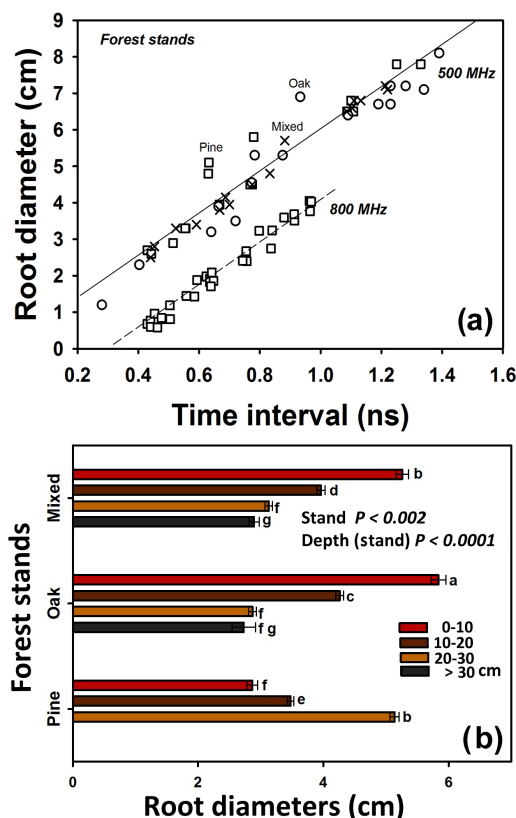 Forest stands
Oak
500 MHz
Mixed
Pine
800 MHz
(a)
Root diameter (cm)
9
8
7
6
5
4
3
2
1
0
0.2 0.4 0.6 0.8 1.0 1.2 1.4 1.6
Time interval (ns)
Forest stands
Mixed
b
d
f
g
Stand P < 0.002
Depth (stand) P < 0.0001
Oak
a
c
f
f g
0-10
10-20
20-30
> 30 cm
Pine
f
e
b
(b)
0 2 4 6
Root diameters (cm)